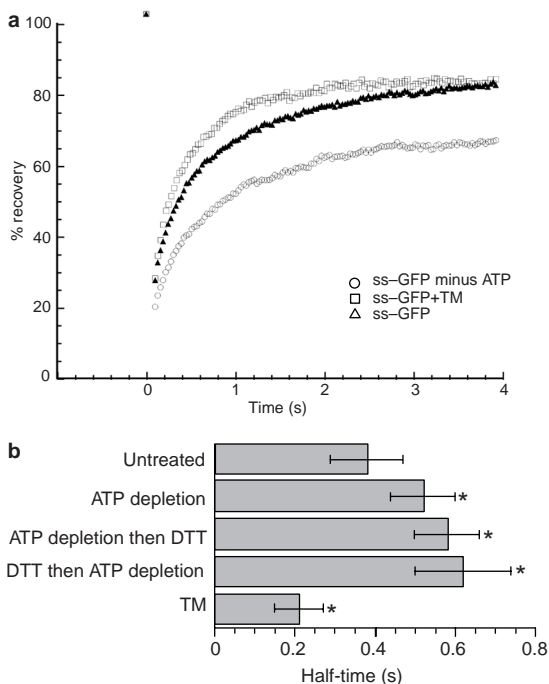 a
100
80
60
40
20
0
% recovery
ss–GFP minus ATP
ss–GFP+TM
ss–GFP
0 1 2 3 4
Time (s)
b
Untreated
ATP depletion *
ATP depletion then DTT *
DTT then ATP depletion *
TM *
0 0.2 0.4 0.6 0.8
Half-time (s)